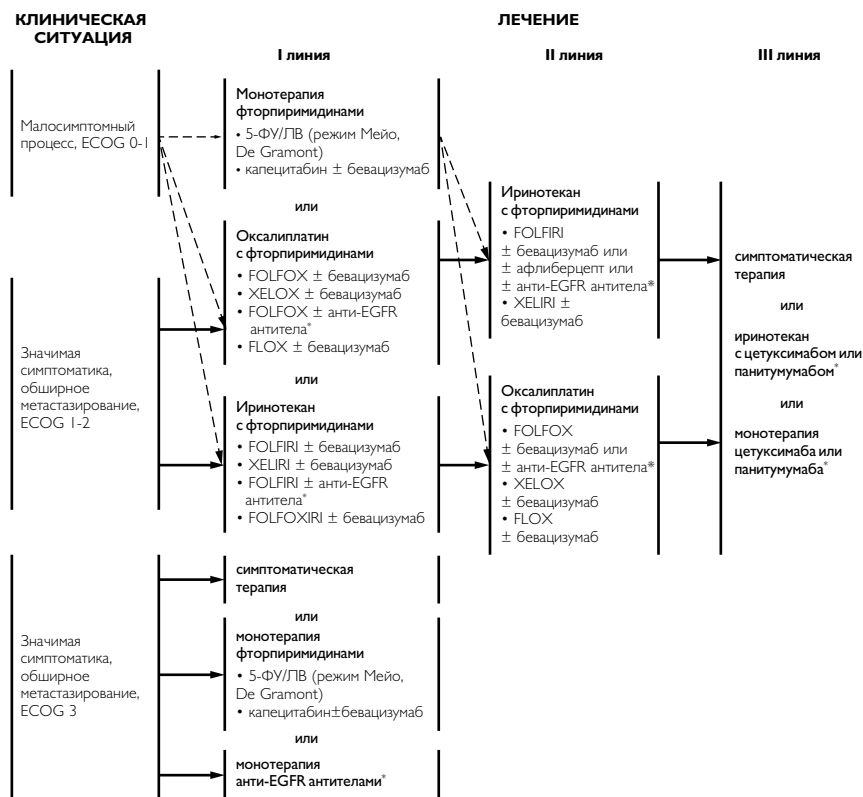 КЛИНИЧЕСКАЯ
СИТУАЦИЯ
ЛЕЧЕНИЕ
I линия
II линия
III линия
Малосимптомный
процесс, ECOG 0-1
Значимая
симптоматика,
обширное
метастазирование,
ECOG 1-2
Значимая
симптоматика,
обширное
метастазирование,
ECOG 3
Монотерапия
фторпиримидинами
• 5-ФУ/ЛВ (режим Мейо,
De Gramont)
• капецитабин ± бевацизумаб
или
Оксалиплатин
с фторпиримидинами
• FOLFOX ± бевацизумаб
• XELOX ± бевацизумаб
• FOLFOX ± анти-EGFR
антитела*
• FLOX ± бевацизумаб
или
Иринотекан
с фторпиримидинами
• FOLFIRI ± бевацизумаб
• XELIRI ± бевацизумаб
• FOLFIRI ± анти-EGFR
антитела*
• FOLFOXIRI ± бевацизумаб
симптоматическая
терапия
или
монотерапия
фторпиримидинами
• 5-ФУ/ЛВ (режим Мейо,
De Gramont)
• капецитабин±бевацизумаб
или
монотерапия
анти-EGFR антителами*
Иринотекан
с фторпиримидинами
• FOLFIRI
± бевацизумаб или
± афлиберцепт или
± анти-EGFR антитела*
• XELIRI ±
бевацизумаб
Оксалиплатин
с фторпиримидинами
• FOLFOX
± бевацизумаб или
± анти-EGFR антитела*
• XELOX
± бевацизумаб
• FLOX
± бевацизумаб
симптоматическая
терапия
или
иринотекан
с цетуксимабом или
панитумумабом*
или
монотерапия
цетуксимаба или
панитумумаба*